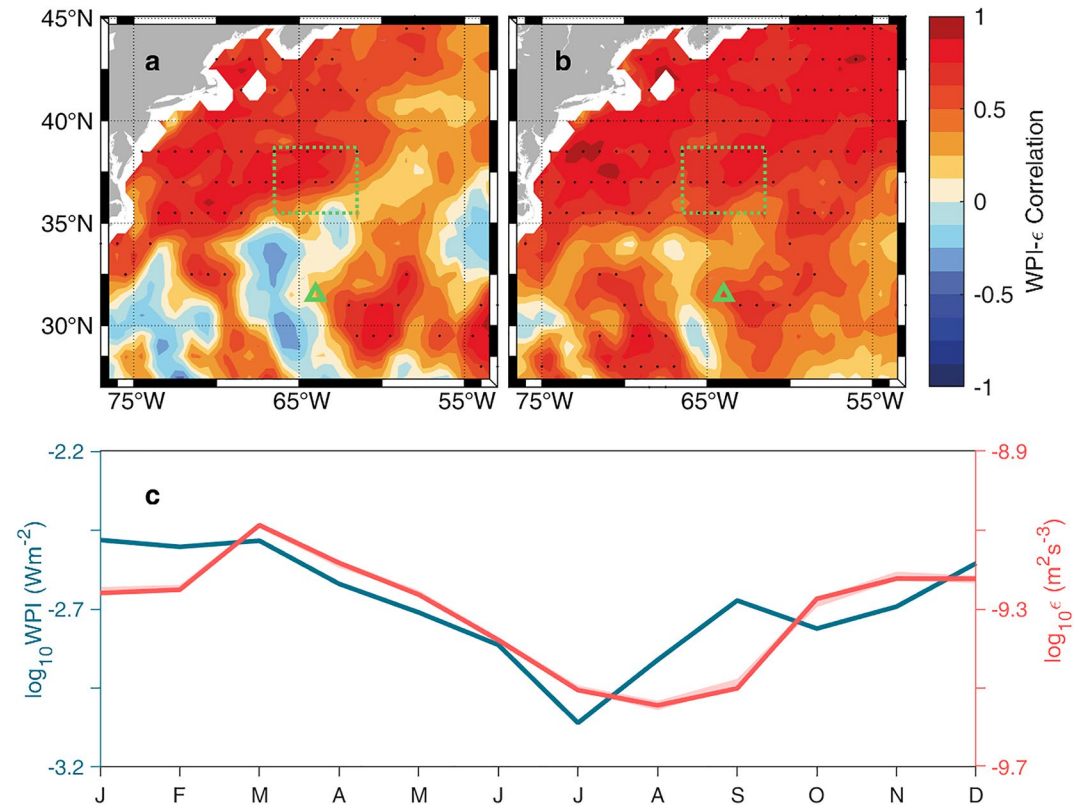 45°N
40°N
35°N
30°N
a
b
75°W 65°W 55°W
75°W 65°W 55°W
1
0.5
0
-0.5
-1
WPI-ϵ Correlation
c
-2.2
-2.7
-3.2
log₁₀WPI (Wm⁻²)
-8.9
-9.3
-9.7
log₁₀ϵ (m²s⁻³)
J F M A M J J A S O N D